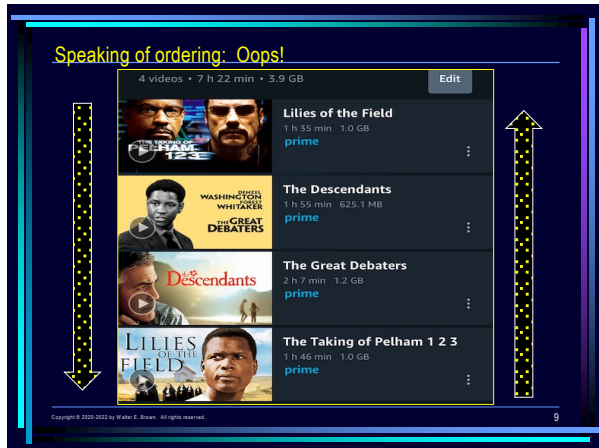 Speaking of ordering: Oops!
4 videos • 7 h 22 min • 3.9 GB
Edit
THE TAKING OF
PELHAM
123
Lilies of the Field
1 h 35 min 1.0 GB
prime
DENZEL
WASHINGTON
FOREST
WHITAKER
THE GREAT
DEBATERS
The Descendants
1 h 55 min 625.1 MB
prime
THE Descendants
The Great Debaters
2 h 7 min 1.2 GB
prime
LILIES
OF THE
FIELD
The Taking of Pelham 1 2 3
1 h 46 min 1.0 GB
prime
Copyright © 2020-2022 by Walter E. Brown. All rights reserved.
9